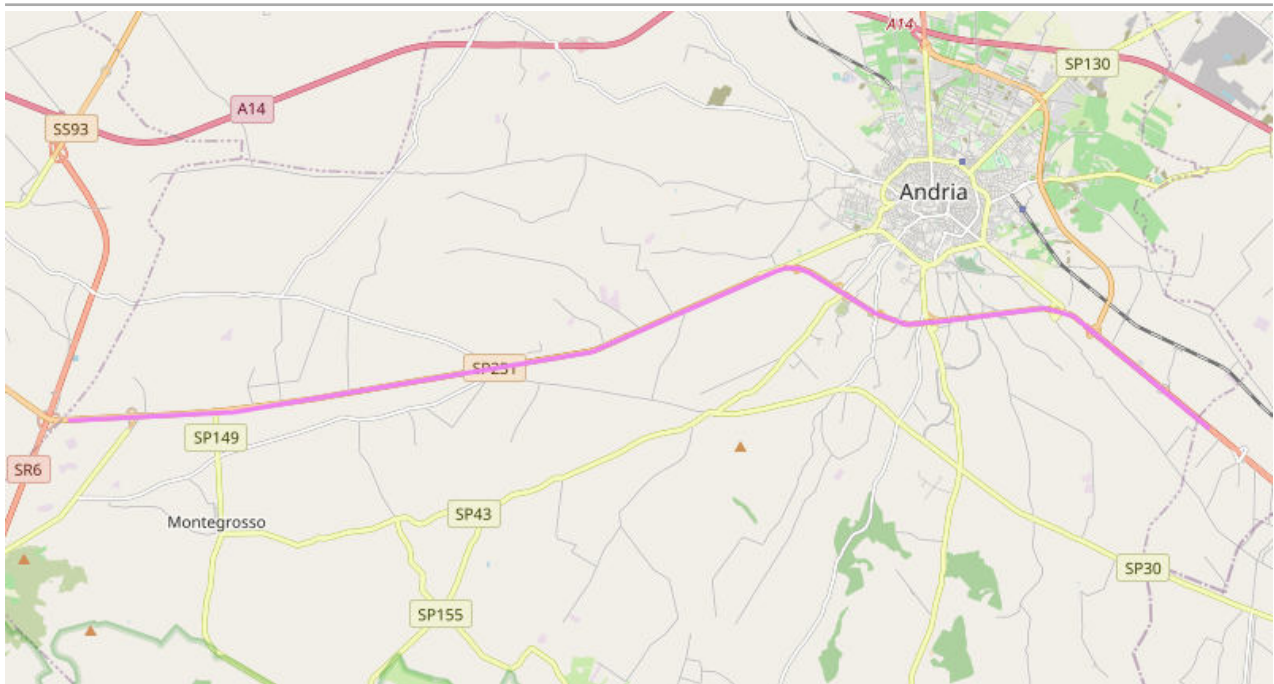 A14
SP130
A14
SS93
Andria
SP231
SP149
SR6
SP43
Montegrosso
SP30
SP155